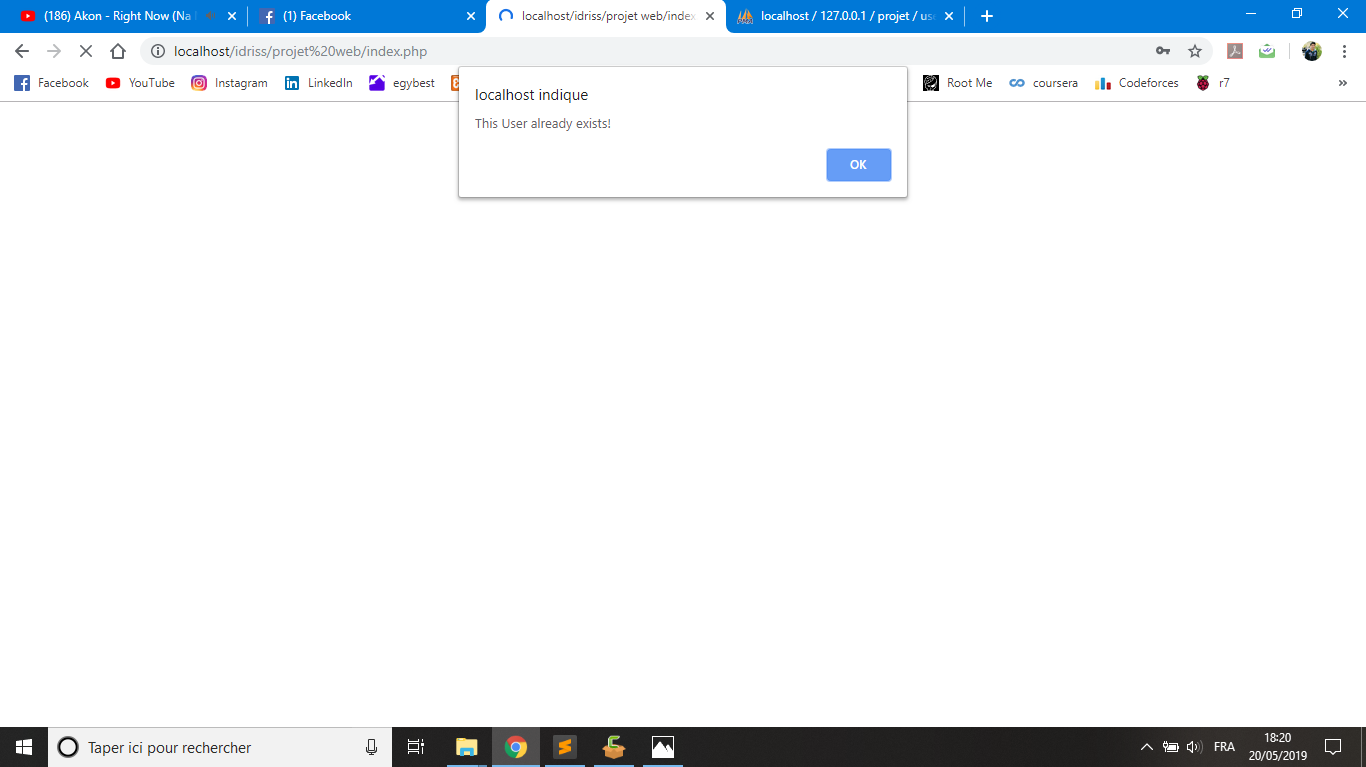 (186) Akon - Right Now (Na
(1) Facebook
localhost/idriss/projet web/index
localhost / 127.0.0.1 / projet / us
localhost/idriss/projet%20web/index.php
Facebook
YouTube
Instagram
LinkedIn
egybest
Root Me
coursera
Codeforces
r7
»
localhost indique
This User already exists!
OK
Taper ici pour rechercher
FRA
18:20
20/05/2019